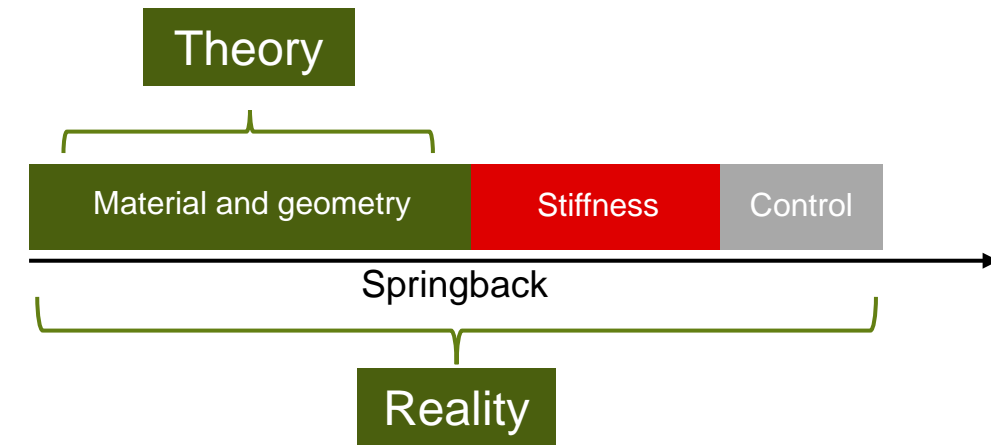 Theory
Material and geometry
Stiffness
Control
Springback
Reality